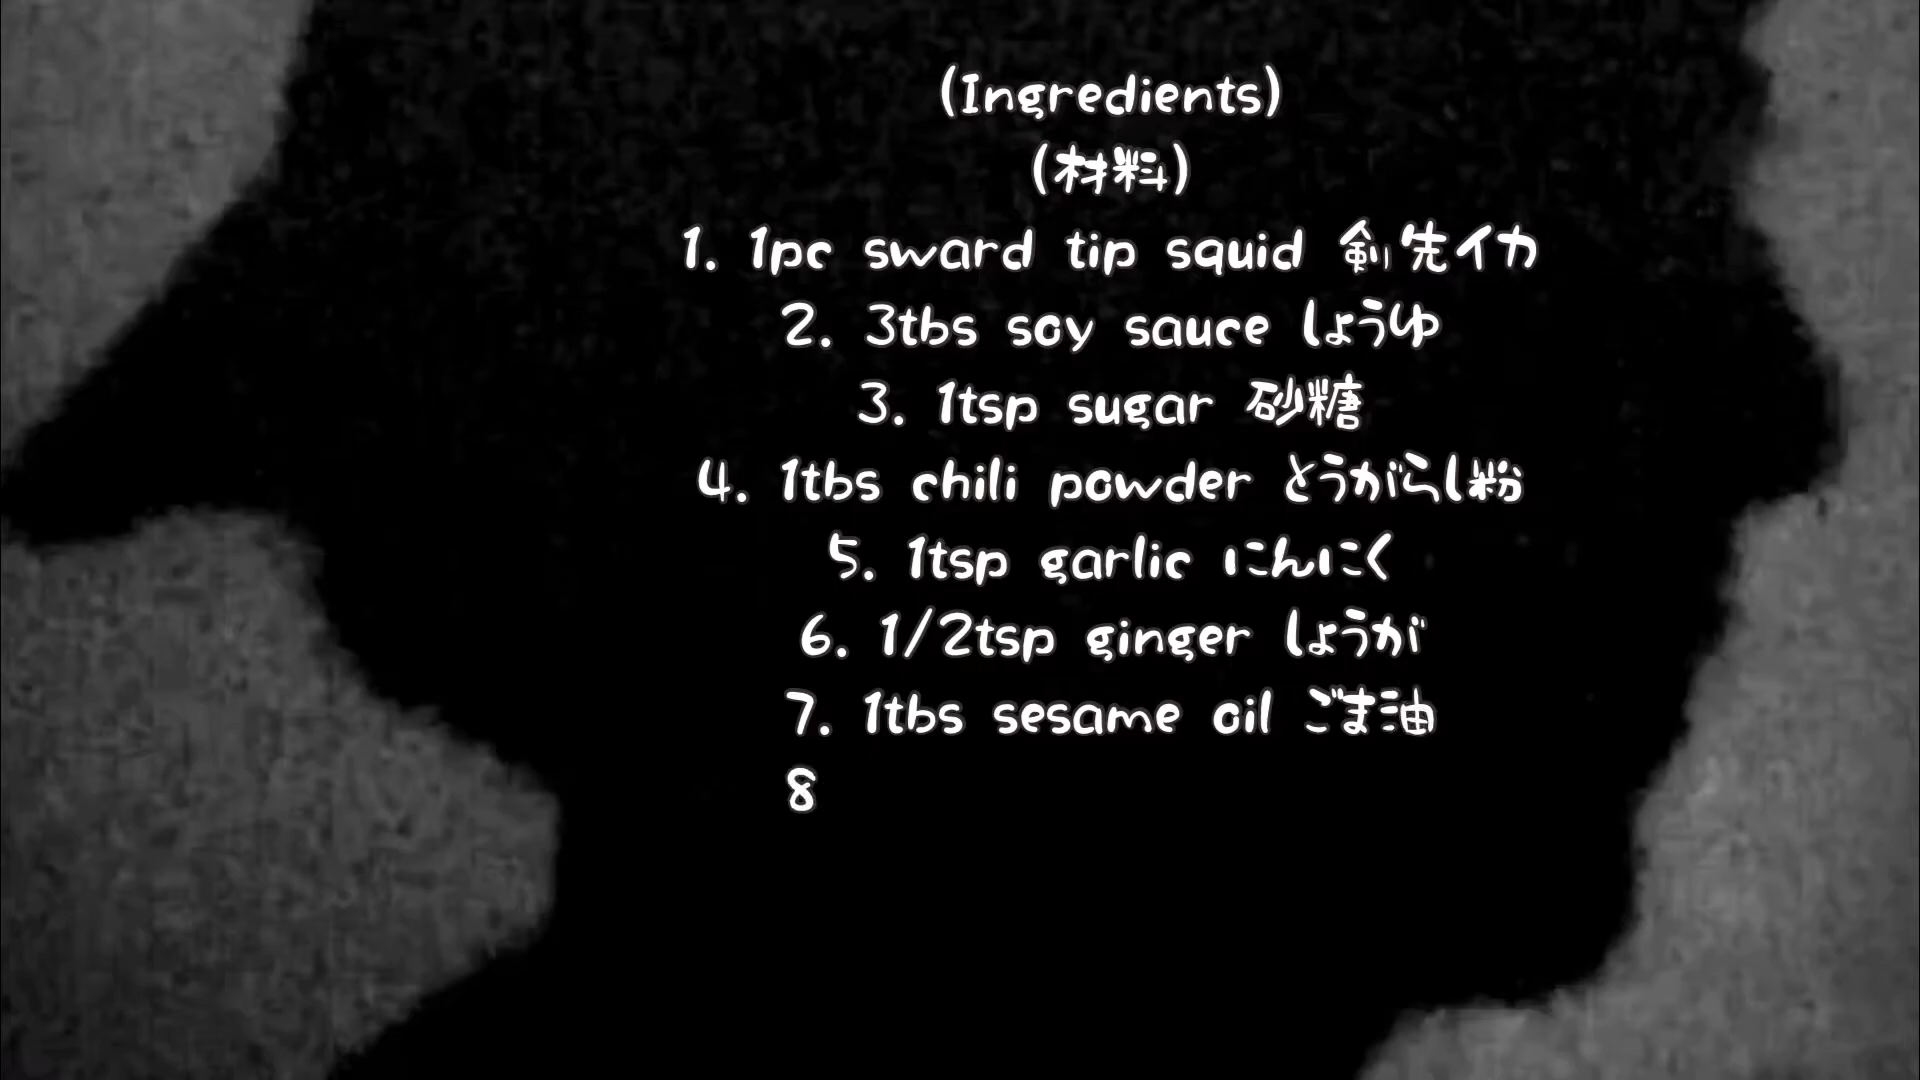 (Ingredients)
(材料)
1. 1pc sward tip squid 剣先イカ
2. 3tbs soy sauce しょうゆ
3. 1tsp sugar 砂糖
4. 1tbs chili powder とうがらし粉
5. 1tsp garlic にんにく
6. 1/2tsp ginger しょうが
7. 1tbs sesame oil ごま油
8